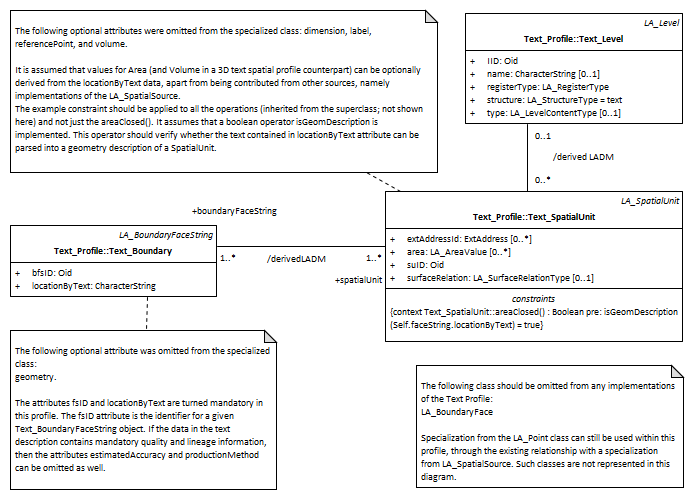 The following optional attributes were omitted from the specialized class: dimension, label,
referencePoint, and volume.
It is assumed that values for Area (and Volume in a 3D text spatial profile counterpart) can be optionally
derived from the locationByText data, apart from being contributed from other sources, namely
implementations of the LA_SpatialSource.
The example constraint should be applied to all the operations (inherited from the superclass; not shown
here) and not just the areaClosed(). It assumes that a boolean operator isGeomDescription is
implemented. This operator should verify whether the text contained in locationByText attribute can be
parsed into a geometry description of a SpatialUnit.
LA_Level
Text_Profile::Text_Level
+ lID: Oid
+ name: CharacterString [0..1]
+ registerType: LA_RegisterType
+ structure: LA_StructureType = text
+ type: LA_LevelContentType [0..1]
0..1
/derived LADM
0..*
+boundaryFaceString
LA_BoundaryFaceString
Text_Profile::Text_Boundary
+ bfsID: Oid
+ locationByText: CharacterString
1..*
/derivedLADM
1..*
+spatialUnit
LA_SpatialUnit
Text_Profile::Text_SpatialUnit
+ extAddressId: ExtAddress [0..*]
+ area: LA_AreaValue [0..*]
+ suID: Oid
+ surfaceRelation: LA_SurfaceRelationType [0..1]
constraints
{context Text_SpatialUnit::areaClosed() : Boolean pre: isGeomDescription
(Self.faceString.locationByText) = true}
The following optional attribute was omitted from the specialized
class:
geometry.
The attributes fsID and locationByText are turned mandatory in
this profile. The fsID attribute is the identifier for a given
Text_BoundaryFaceString object. If the data in the text
description contains mandatory quality and lineage information,
then the attributes estimatedAccuracy and productionMethod
can be omitted as well.
The following class should be omitted from any implementations
of the Text Profile:
LA_BoundaryFace
Specialization from the LA_Point class can still be used within this
profile, through the existing relationship with a specialization
from LA_SpatialSource. Such classes are not represented in this
diagram.